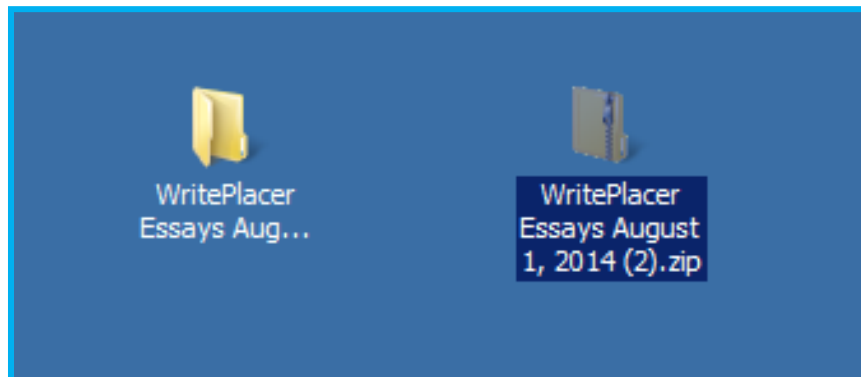 WritePlacer
Essays Aug...
WritePlacer
Essays August
1, 2014 (2).zip